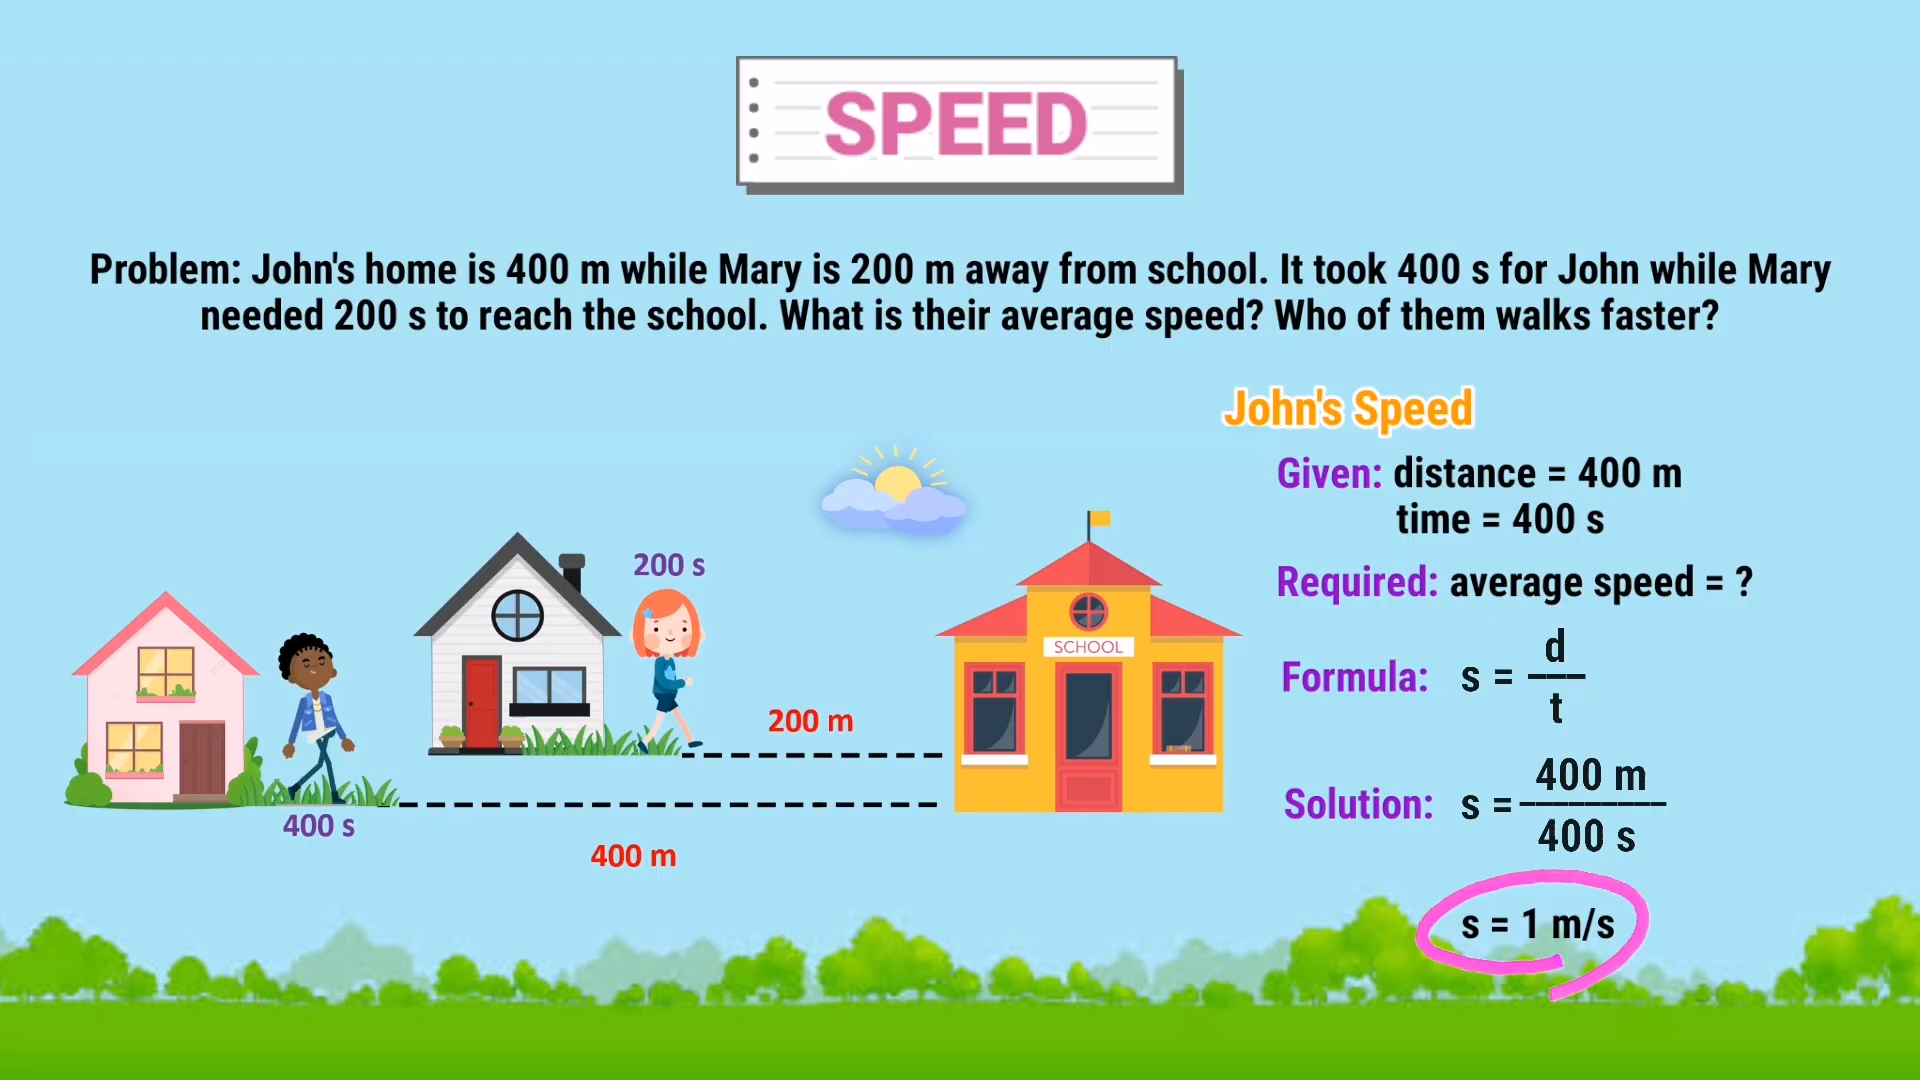 SPEED
Problem: John's home is 400 m while Mary is 200 m away from school. It took 400 s for John while Mary
needed 200 s to reach the school. What is their average speed? Who of them walks faster?
John's Speed
Given: distance = 400 m
time = 400 s
Required: average speed = ?
Formula: s = d
t
Solution: s = 400 m
400 s
s = 1 m/s
200 s
SCHOOL
200 m
400 s
400 m